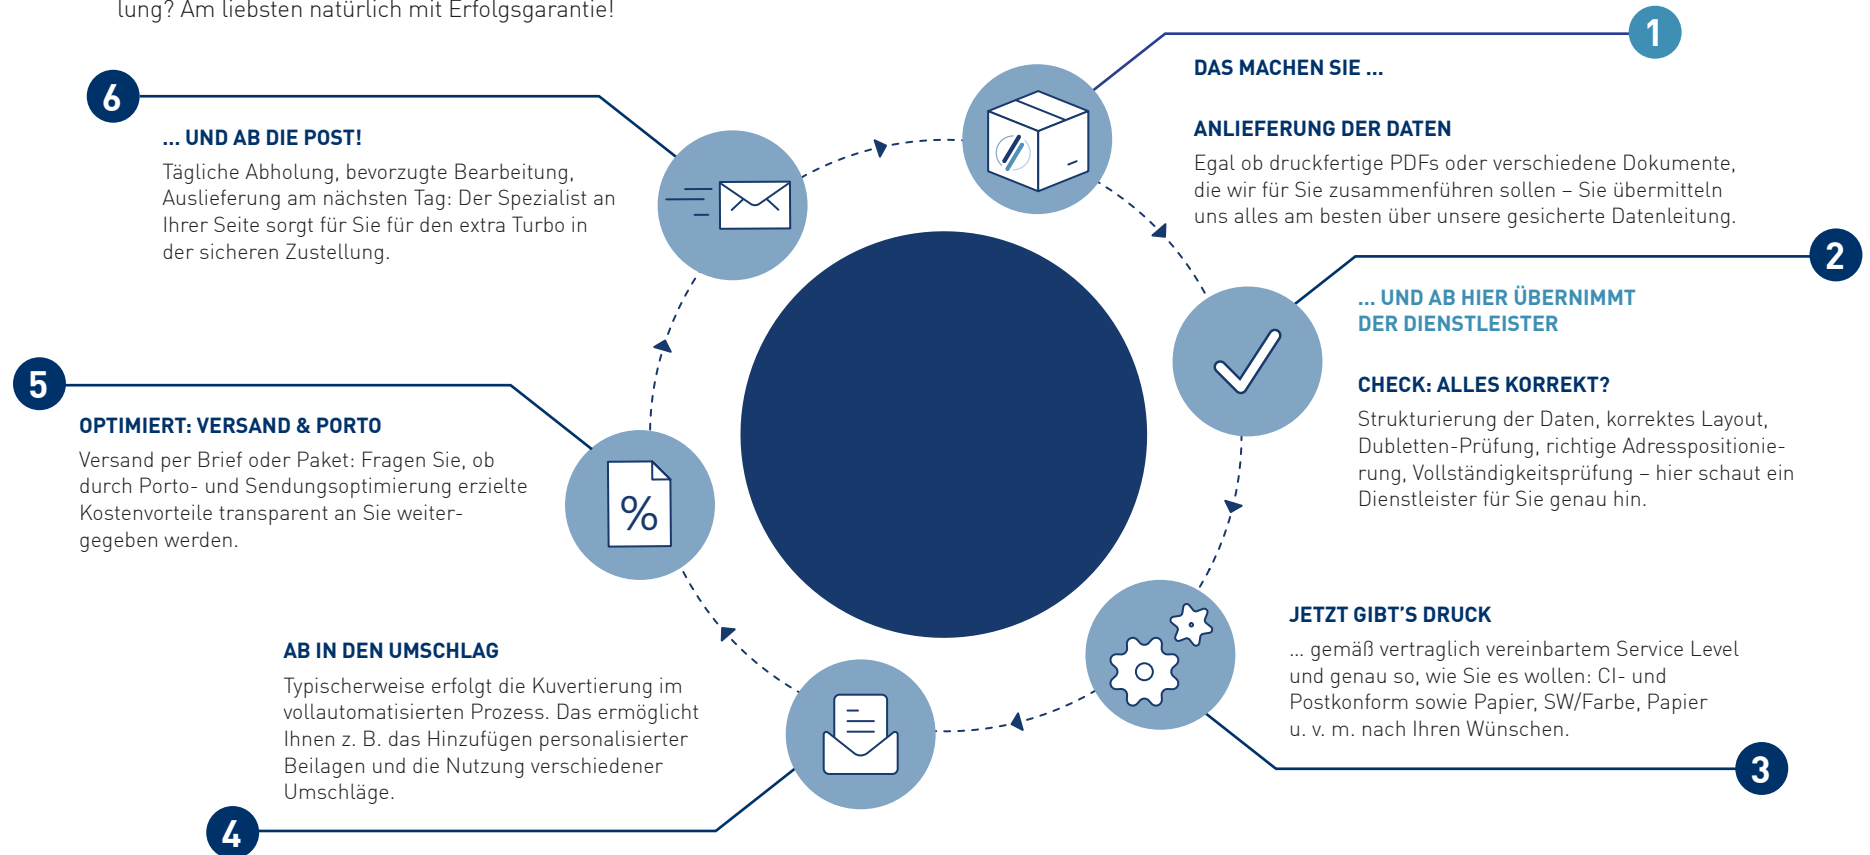 lung? Am liebsten natürlich mit Erfolgsgarantie!
1
DAS MACHEN SIE ...
ANLIEFERUNG DER DATEN
Egal ob druckfertige PDFs oder verschiedene Dokumente,
die wir für Sie zusammenführen sollen – Sie übermitteln
uns alles am besten über unsere gesicherte Datenleitung.
2
... UND AB HIER ÜBERNIMMT
DER DIENSTLEISTER
CHECK: ALLES KORREKT?
Strukturierung der Daten, korrektes Layout,
Dubletten-Prüfung, richtige Adresspositionie-
rung, Vollständigkeitsprüfung – hier schaut ein
Dienstleister für Sie genau hin.
JETZT GIBT'S DRUCK
... gemäß vertraglich vereinbartem Service Level
und genau so, wie Sie es wollen: CI- und
Postkonform sowie Papier, SW/Farbe, Papier
u. v. m. nach Ihren Wünschen.
3
AB IN DEN UMSCHLAG
Typischerweise erfolgt die Kuvertierung im
vollautomatisierten Prozess. Das ermöglicht
Ihnen z. B. das Hinzufügen personalisierter
Beilagen und die Nutzung verschiedener
Umschläge.
4
5
OPTIMIERT: VERSAND & PORTO
Versand per Brief oder Paket: Fragen Sie, ob
durch Porto- und Sendungsoptimierung erzielte
Kostenvorteile transparent an Sie weiter-
gegeben werden.
%
6
... UND AB DIE POST!
Tägliche Abholung, bevorzugte Bearbeitung,
Auslieferung am nächsten Tag: Der Spezialist an
Ihrer Seite sorgt für Sie für den extra Turbo in
der sicheren Zustellung.